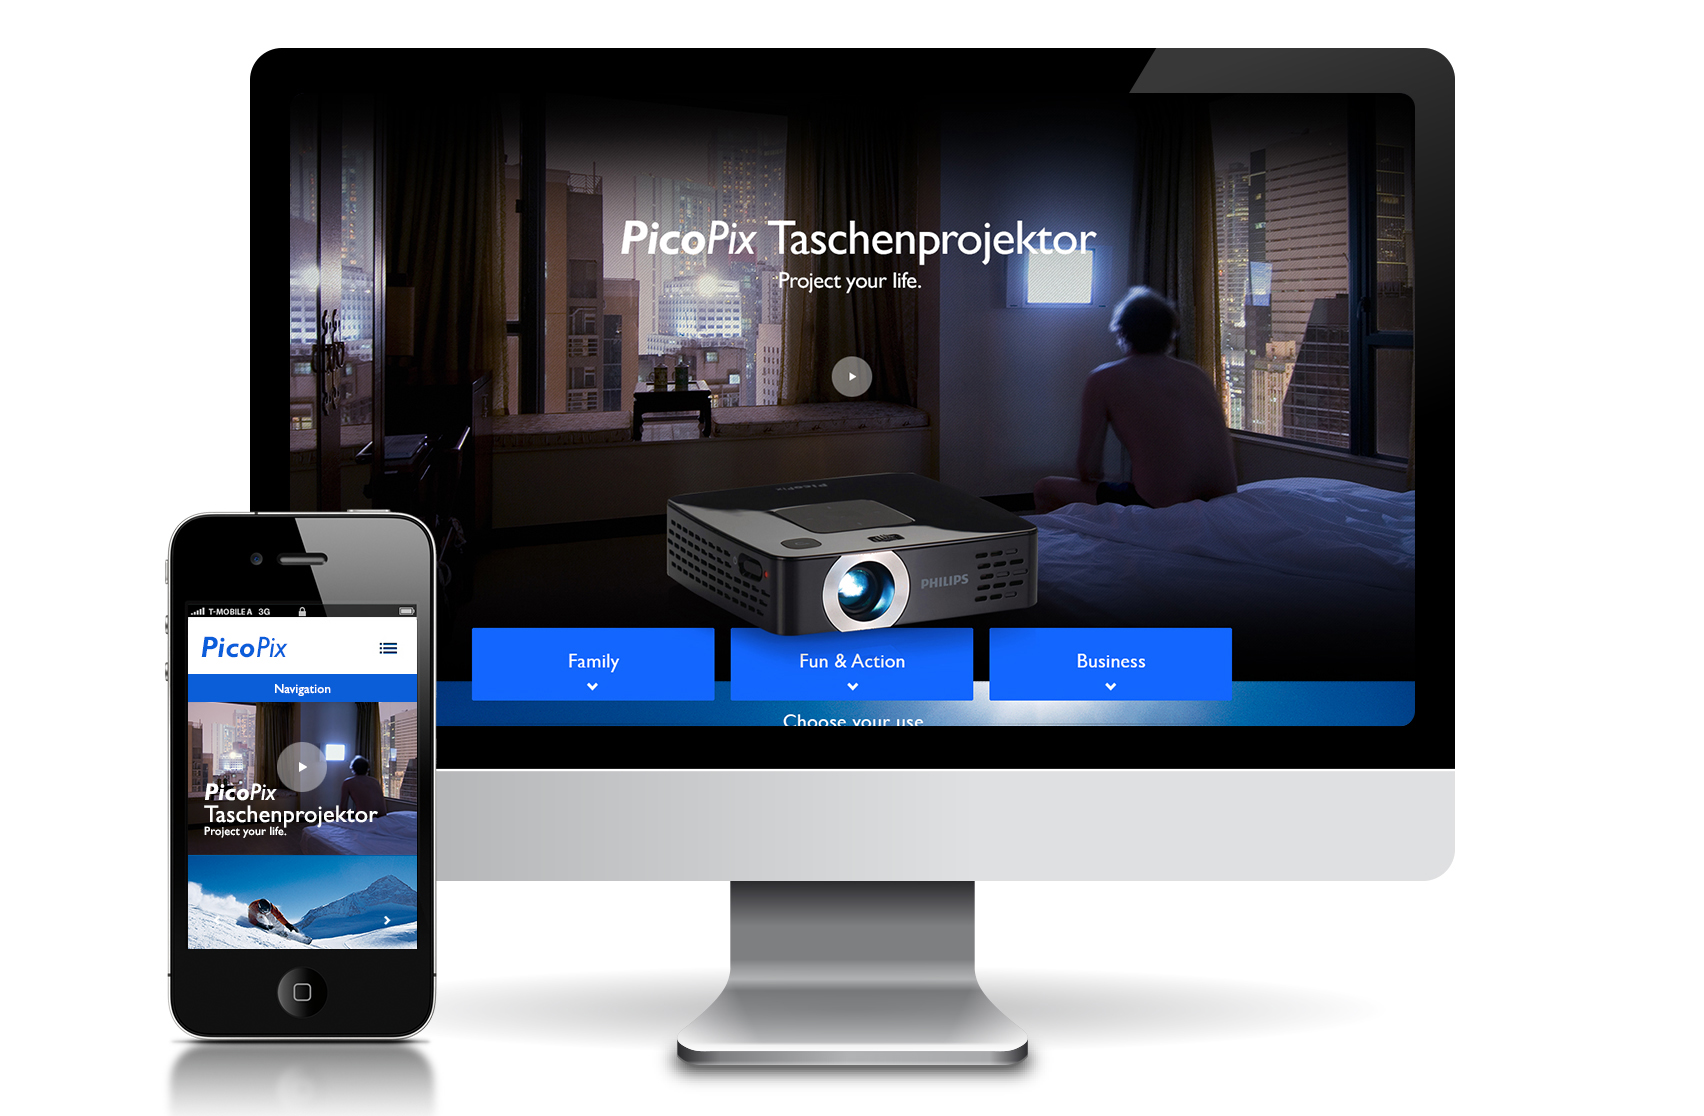 PicoPix Taschenprojektor
Project your life.
PicoPix
PHILIPS
Family
Fun & Action
Business
Choose your use
T-MOBILE A 3G
PicoPix
Navigation
PicoPix
Taschenprojektor
Project your life.